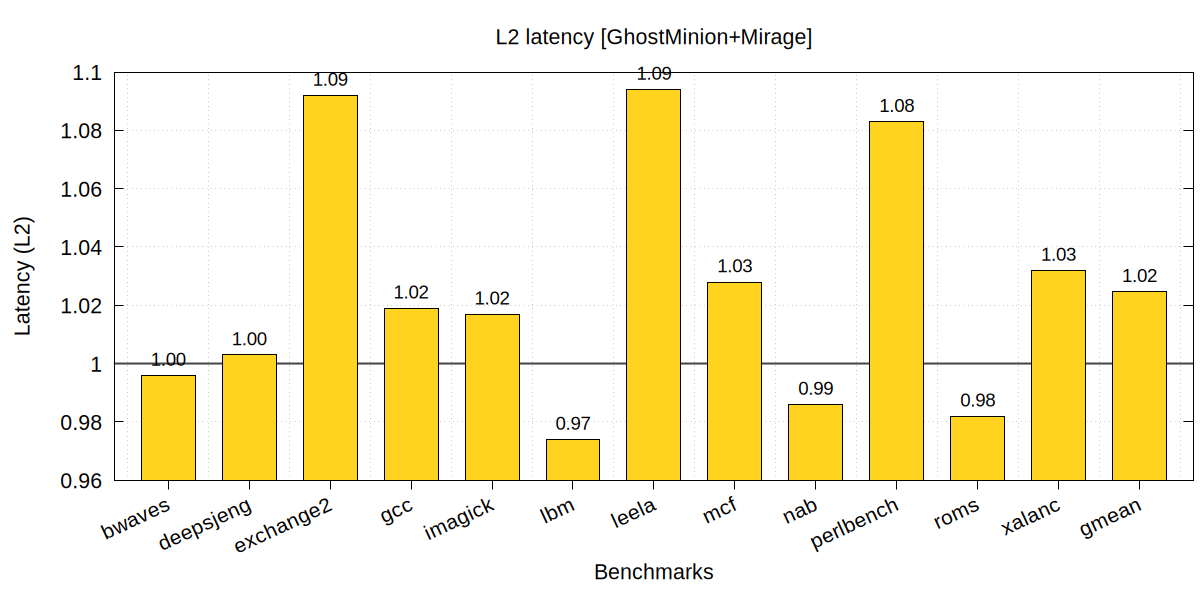 L2 latency [GhostMinion+Mirage]
Latency (L2)
1.1
1.08
1.06
1.04
1.02
1
0.98
0.96
1.00
1.00
1.09
1.02
1.02
0.97
1.09
1.03
0.99
1.08
0.98
1.03
1.02
bwaves
deepsjeng
exchange2
gcc
imagick
lbm
leela
mcf
nab
perlbench
roms
xalanc
gmean
Benchmarks